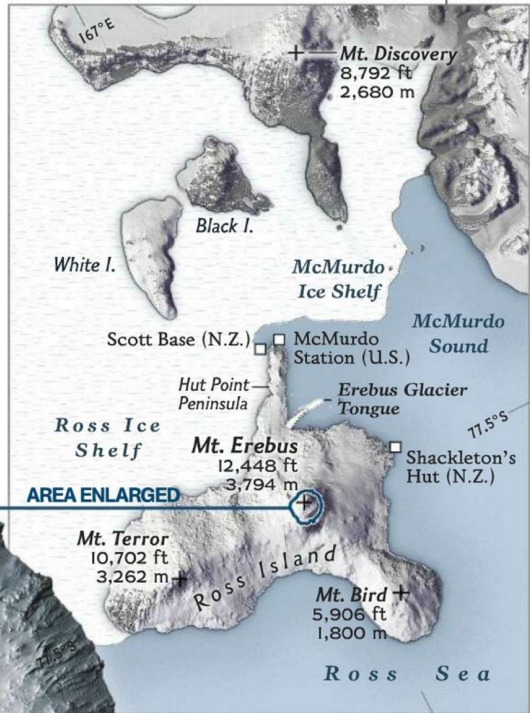 167°E
Mt. Discovery
8,792 ft
2,680 m
Black I.
White I.
McMurdo
Ice Shelf
McMurdo
Sound
Scott Base (N.Z.)
McMurdo
Station (U.S.)
Hut Point
Peninsula
Erebus Glacier
Tongue
77.5°S
Ross Ice
Shelf
Mt. Erebus
12,448 ft
3,794 m
Shackleton's
Hut (N.Z.)
AREA ENLARGED
Mt. Terror
10,702 ft
3,262 m
Ross Island
Mt. Bird
5,906 ft
1,800 m
77.5°S
Ross Sea